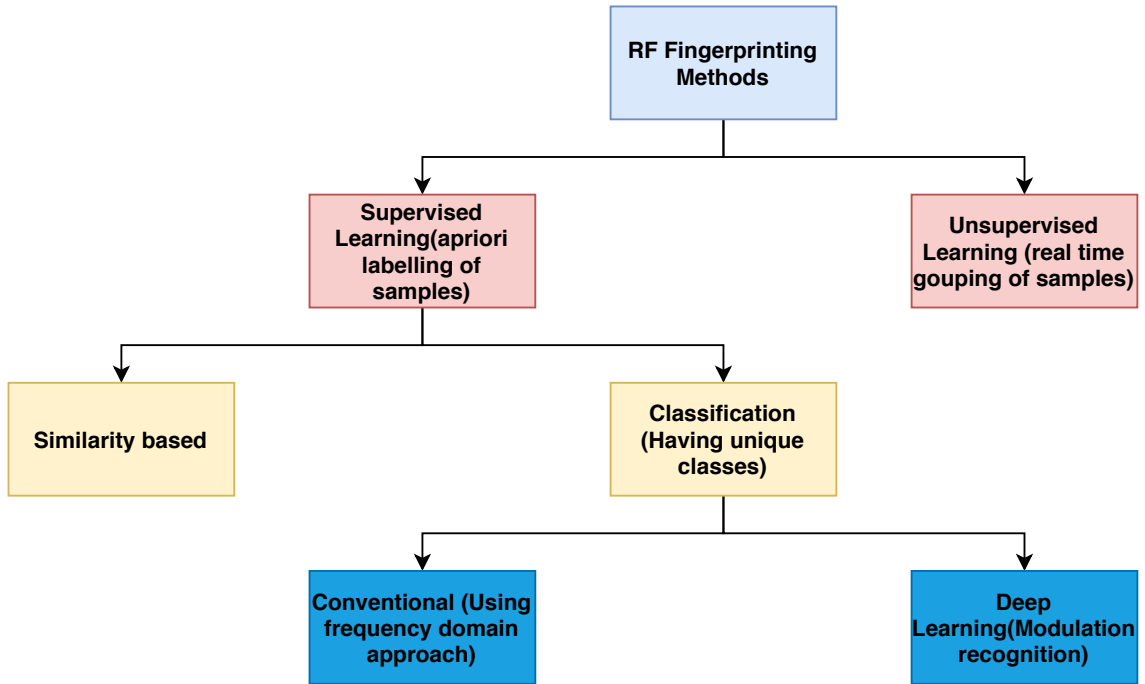 RF Fingerprinting
Methods
Supervised
Learning(apriori
labelling of
samples)
Unsupervised
Learning (real time
gouping of samples)
Similarity based
Classification
(Having unique
classes)
Conventional (Using
frequency domain
approach)
Deep
Learning(Modulation
recognition)